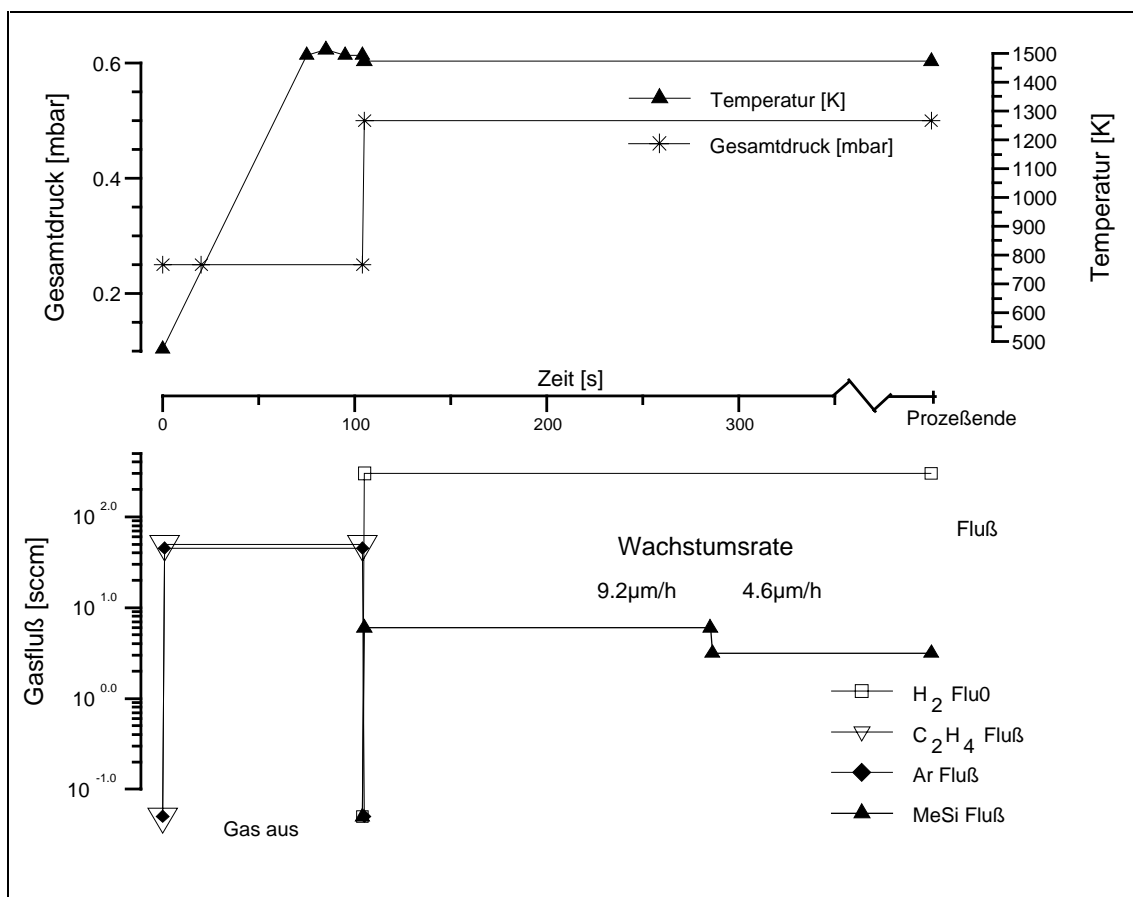 Gesamtdruck [mbar]
0.6
0.4
0.2
Temperatur [K]
Gesamtdruck [mbar]
1500
1400
1300
1200
1100
1000
900
800
700
600
500
Temperatur [K]
Zeit [s]
0
100
200
300
Prozeßende
Gasfluß [sccm]
10 2.0
10 1.0
10 0.0
10 -1.0
Fluß
Wachstumsrate
9.2µm/h 4.6µm/h
H2 Flu0
C2H4 Fluß
Ar Fluß
MeSi Fluß
Gas aus